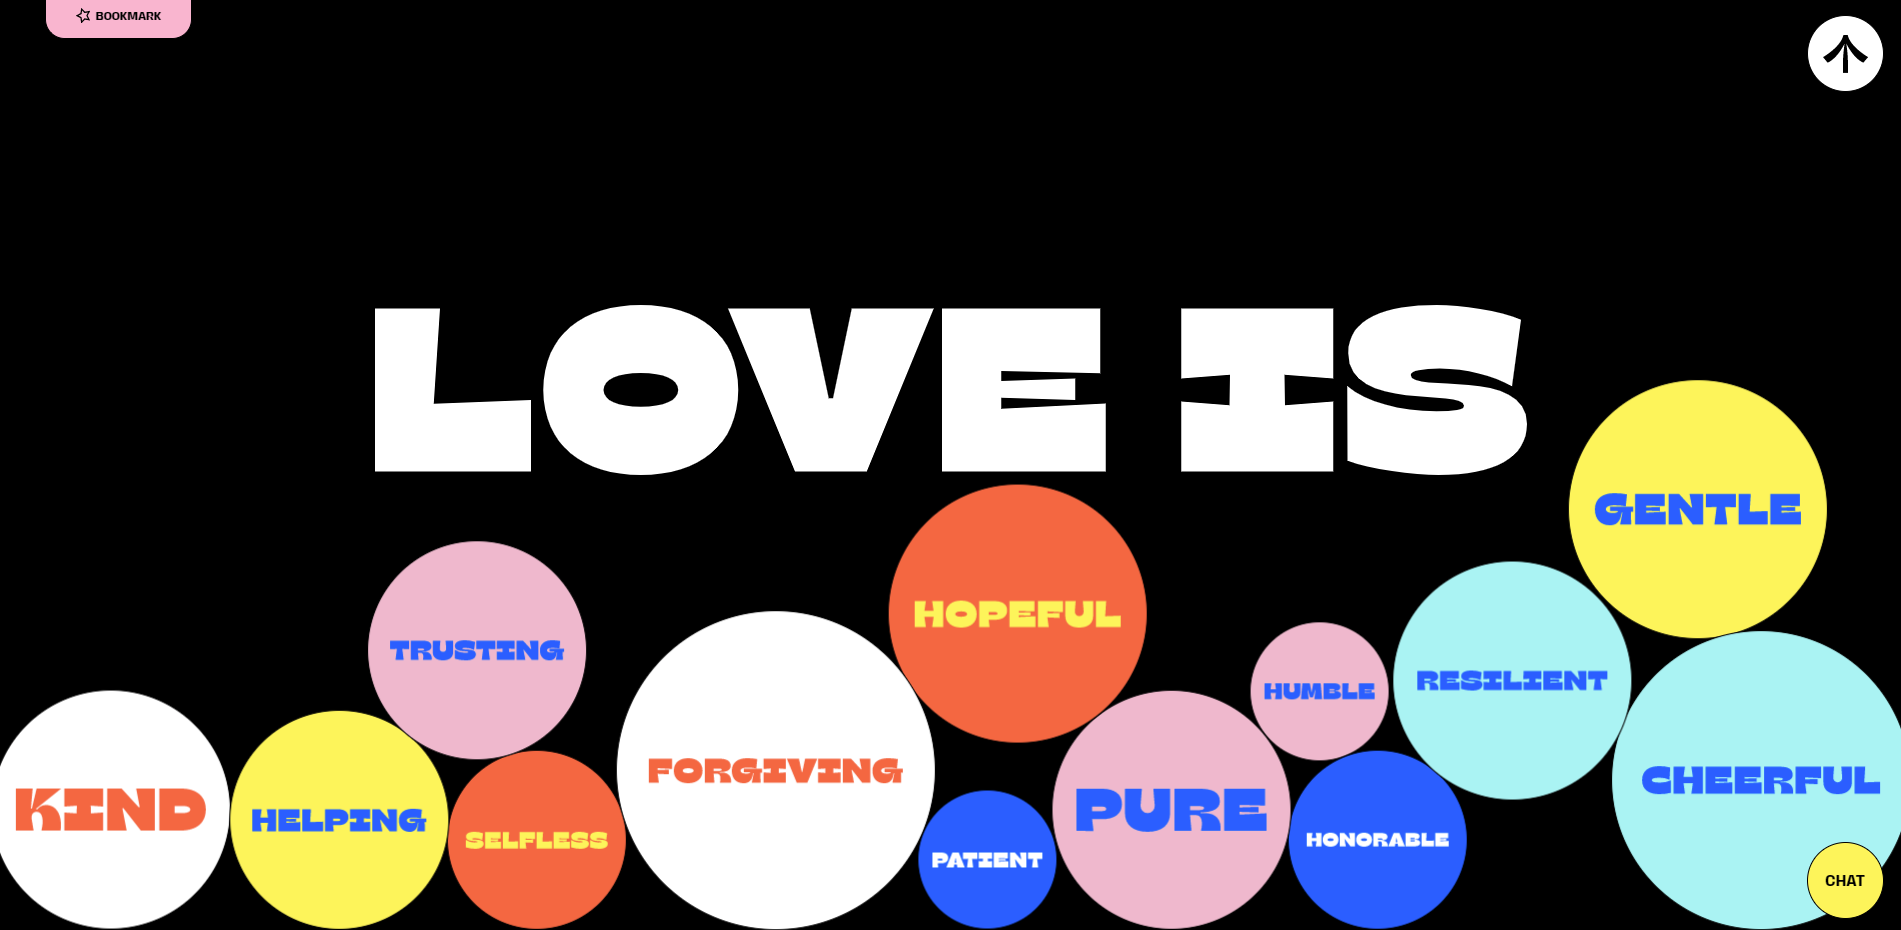 BOOKMARK
LOVE IS
GENTLE
HOPEFUL
TRUSTING
RESILIENT
HUMBLE
FORGIVING
CHEERFUL
KIND
HELPING
SELFLESS
PATIENT
PURE
HONORABLE
CHAT